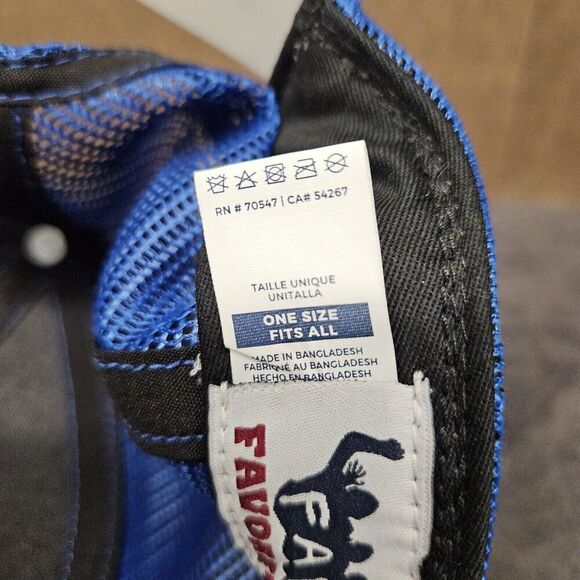 RN # 70547 | CA# 54267
TAILLE UNIQUE
UNITALLA
ONE SIZE
FITS ALL
MADE IN BANGLADESH
FABRIQUÉ AU BANGLADESH
HECHO EN BANGLADESH